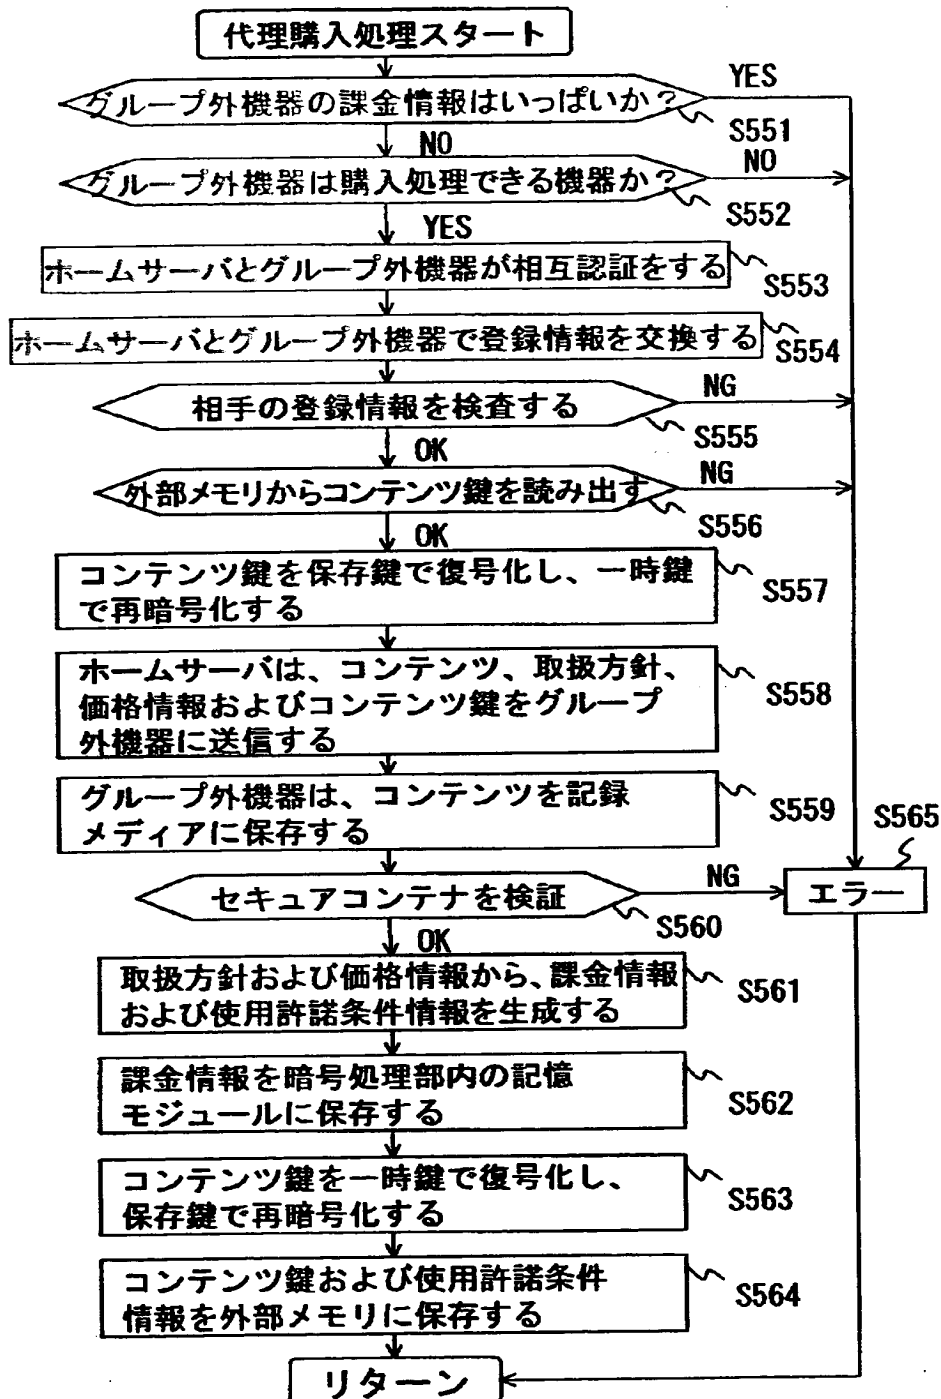 代理購入処理スタート
グループ外機器の課金情報はいっぱいか?
YES
S551
NO
グループ外機器は購入処理できる機器か?
NO
S552
YES
ホームサーバとグループ外機器が相互認証をする
S553
ホームサーバとグループ外機器で登録情報を交換する
S554
相手の登録情報を検査する
NG
S555
OK
外部メモリからコンテンツ鍵を読み出す
NG
S556
OK
コンテンツ鍵を保存鍵で復号化し、一時鍵
で再暗号化する
S557
ホームサーバは、コンテンツ、取扱方針、
価格情報およびコンテンツ鍵をグループ
外機器に送信する
S558
グループ外機器は、コンテンツを記録
メディアに保存する
S559
S565
エラー
セキュアコンテナを検証
NG
S560
OK
取扱方針および価格情報から、課金情報
および使用許諾条件情報を生成する
S561
課金情報を暗号処理部内の記憶
モジュールに保存する
S562
コンテンツ鍵を一時鍵で復号化し、
保存鍵で再暗号化する
S563
コンテンツ鍵および使用許諾条件
情報を外部メモリに保存する
S564
リターン